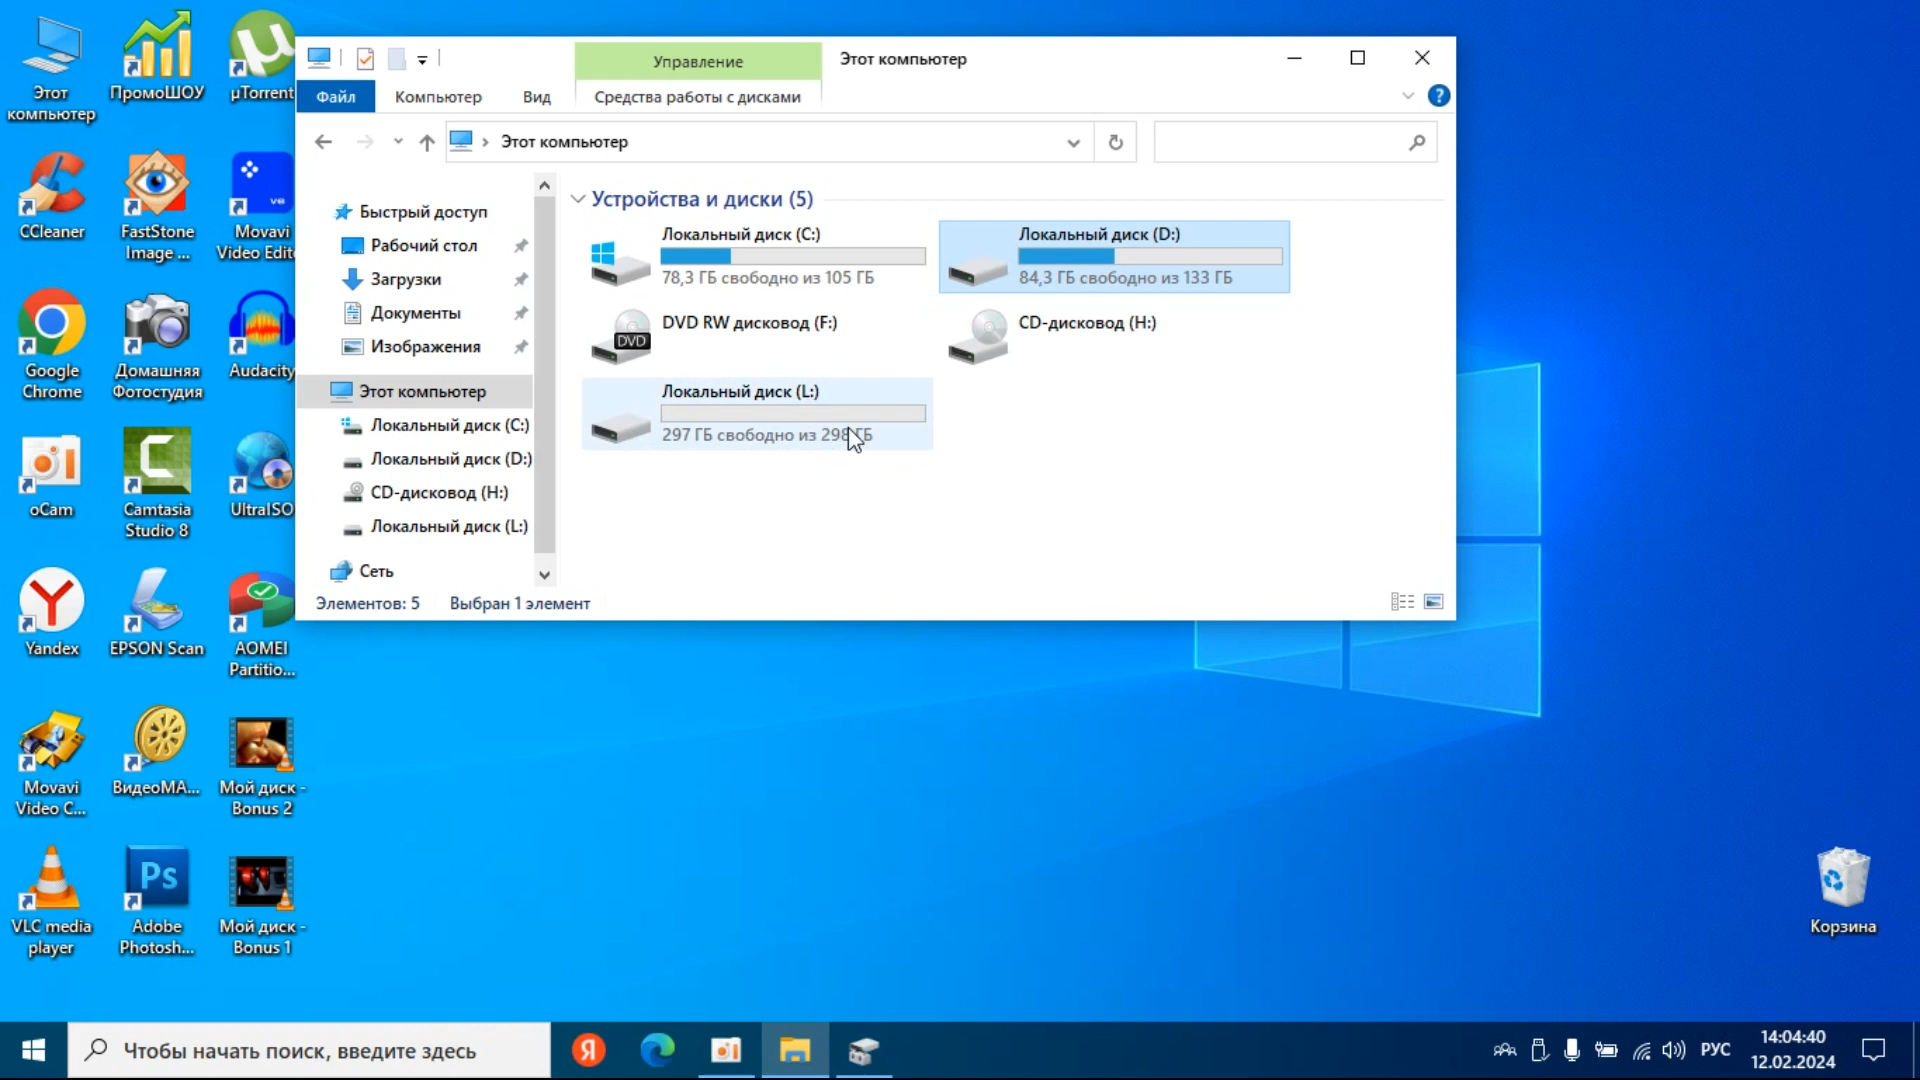 Этот
компьютер
ПромоШОУ
µTorrent
CCleaner
FastStone
Image ...
Movavi
Video Edit
Google
Chrome
Домашняя
Фотостудия
Audacity
oCam
Camtasia
Studio 8
UltraISO
Yandex
EPSON Scan
AOMEI
Partitio...
Movavi
Video C...
ВидеоМА...
Мой диск -
Bonus 2
VLC media
player
Adobe
Photosh...
Мой диск -
Bonus 1
Управление
Этот компьютер
Файл
Компьютер
Вид
Средства работы с дисками
Этот компьютер
Быстрый доступ
Рабочий стол
Загрузки
Документы
Изображения
Этот компьютер
Локальный диск (C:)
Локальный диск (D:)
CD-дисковод (H:)
Локальный диск (L:)
Сеть
Устройства и диски (5)
Локальный диск (C:)
78,3 ГБ свободно из 105 ГБ
Локальный диск (D:)
84,3 ГБ свободно из 133 ГБ
DVD
DVD RW дисковод (F:)
CD-дисковод (H:)
Локальный диск (L:)
297 ГБ свободно из 298 ГБ
Элементов: 5
Выбран 1 элемент
Корзина
Чтобы начать поиск, введите здесь
Я
РУС
14:04:40
12.02.2024